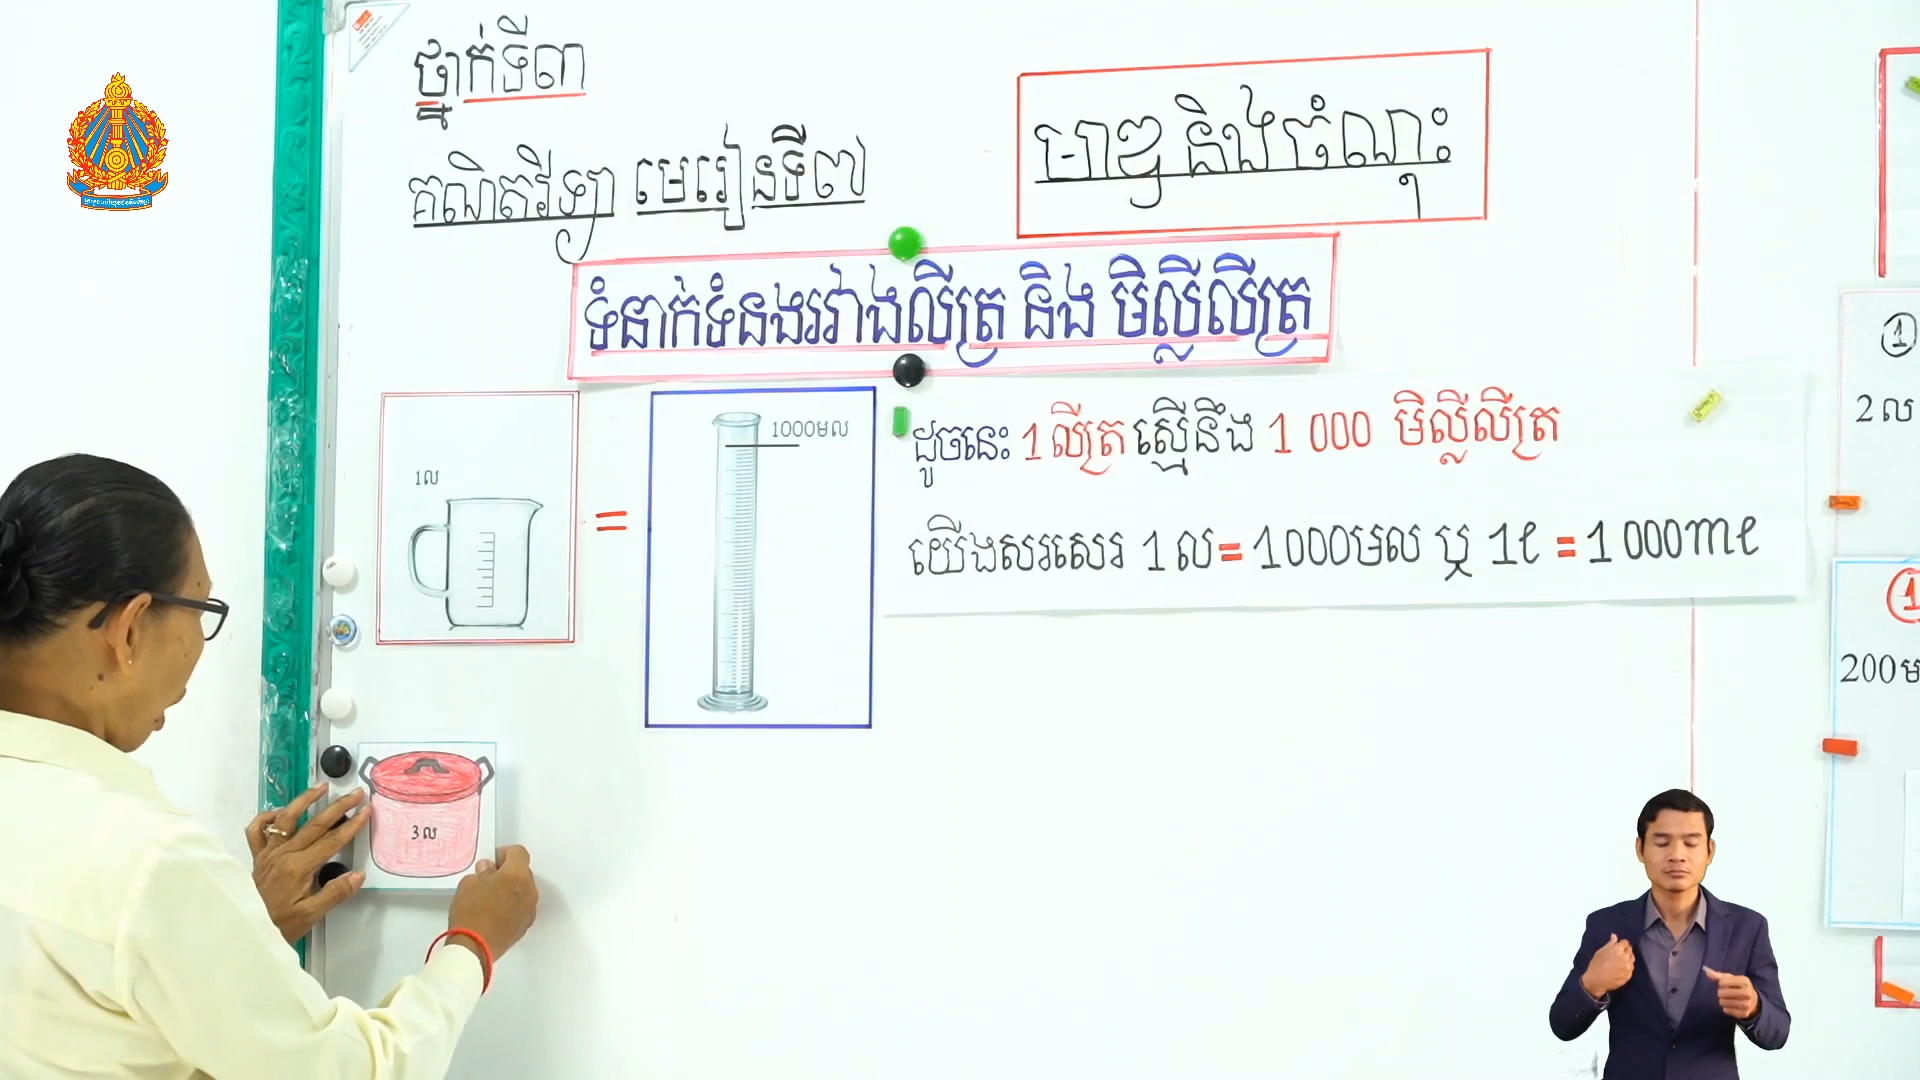 ថ្នាក់ទី៣
គណិតវិទ្យា មេរៀនទី៧
មាឌ និងចំណុះ
ទំនាក់ទំនងរវាងលីត្រ និង មិល្លីលីត្រ
1ល
=
1000មល
ដូចនេះ 1លីត្រ ស្មើនឹង 1 000 មិល្លីលីត្រ
យើងសរសេរ 1ល = 1000មល ឬ 1ℓ = 1 000mℓ
3ល
1
2ល
1
200ម